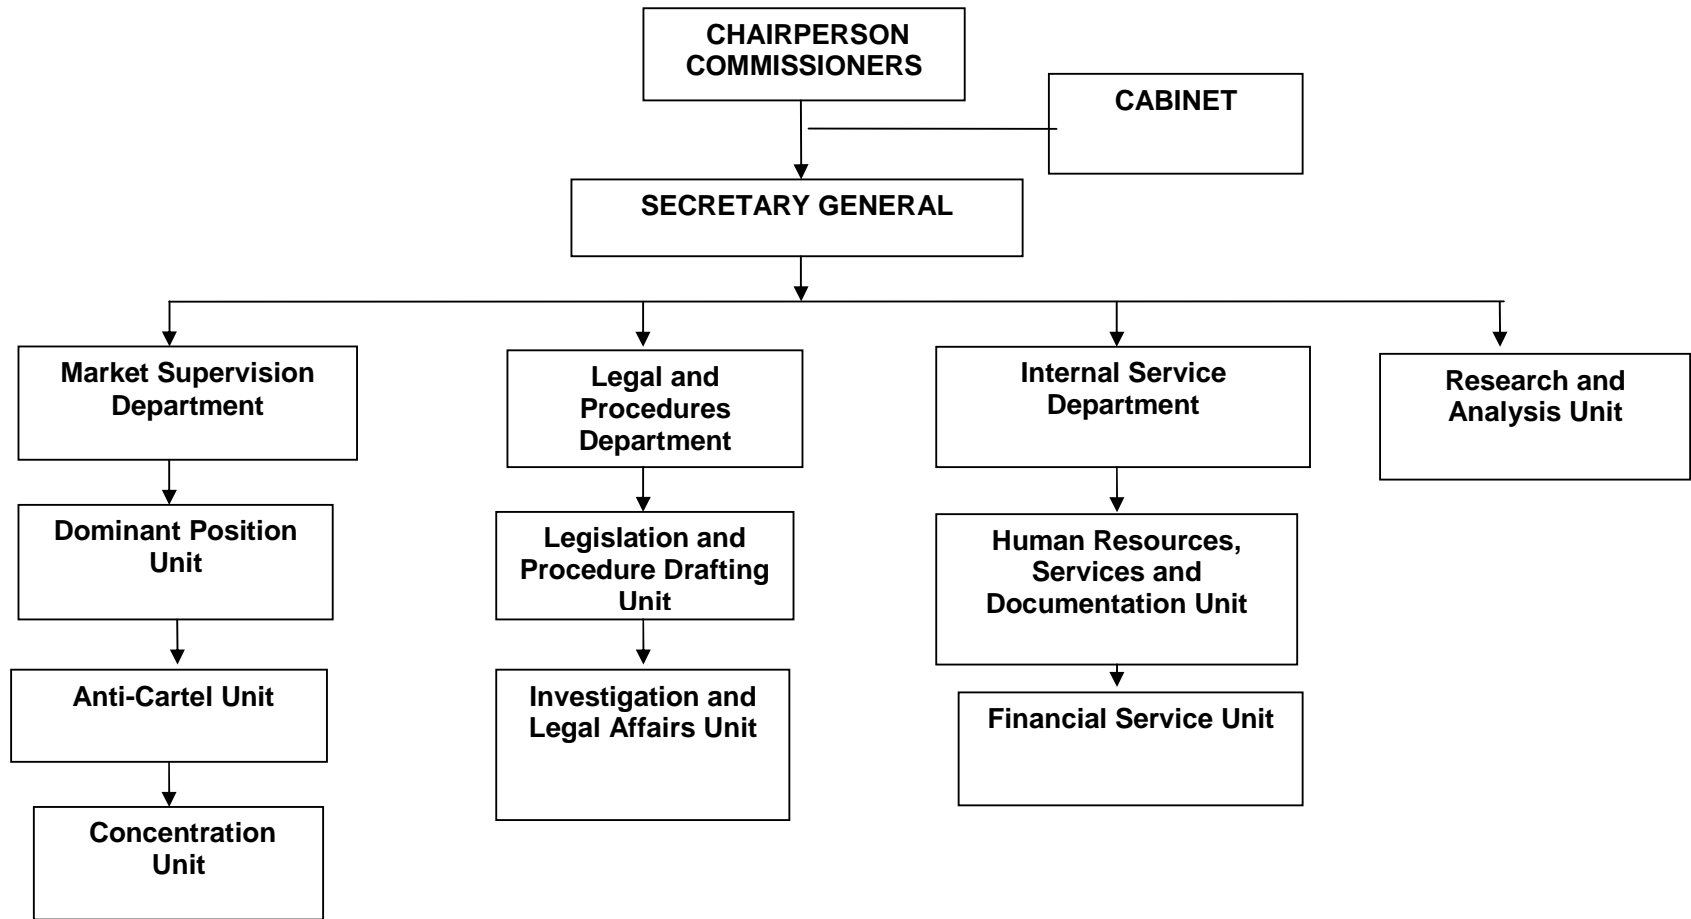 CHAIRPERSON
COMMISSIONERS
CABINET
SECRETARY GENERAL
Market Supervision
Department
Legal and
Procedures
Department
Internal Service
Department
Research and
Analysis Unit
Dominant Position
Unit
Legislation and
Procedure Drafting
Unit
Human Resources,
Services and
Documentation Unit
Anti-Cartel Unit
Investigation and
Legal Affairs Unit
Financial Service Unit
Concentration
Unit